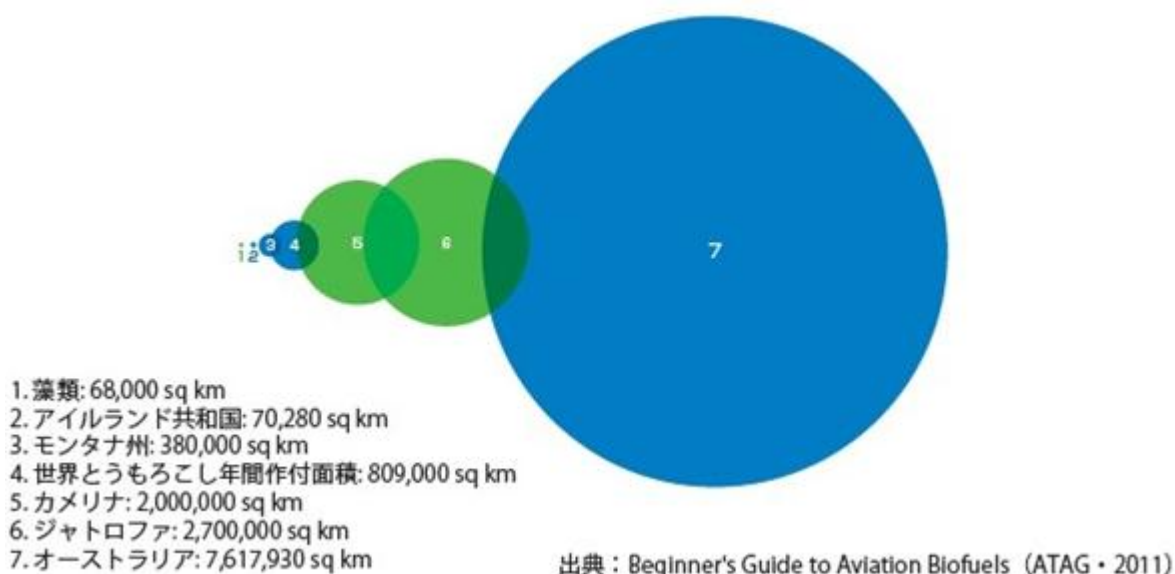 1
2
3
4
5
6
7
1. 藻類: 68,000 sq km
2. アイルランド共和国: 70,280 sq km
3. モンタナ州: 380,000 sq km
4. 世界とうもろこし年間作付面積: 809,000 sq km
5. カメリナ: 2,000,000 sq km
6. ジャトロファ: 2,700,000 sq km
7. オーストラリア: 7,617,930 sq km
出典：Beginner's Guide to Aviation Biofuels（ATAG・2011）